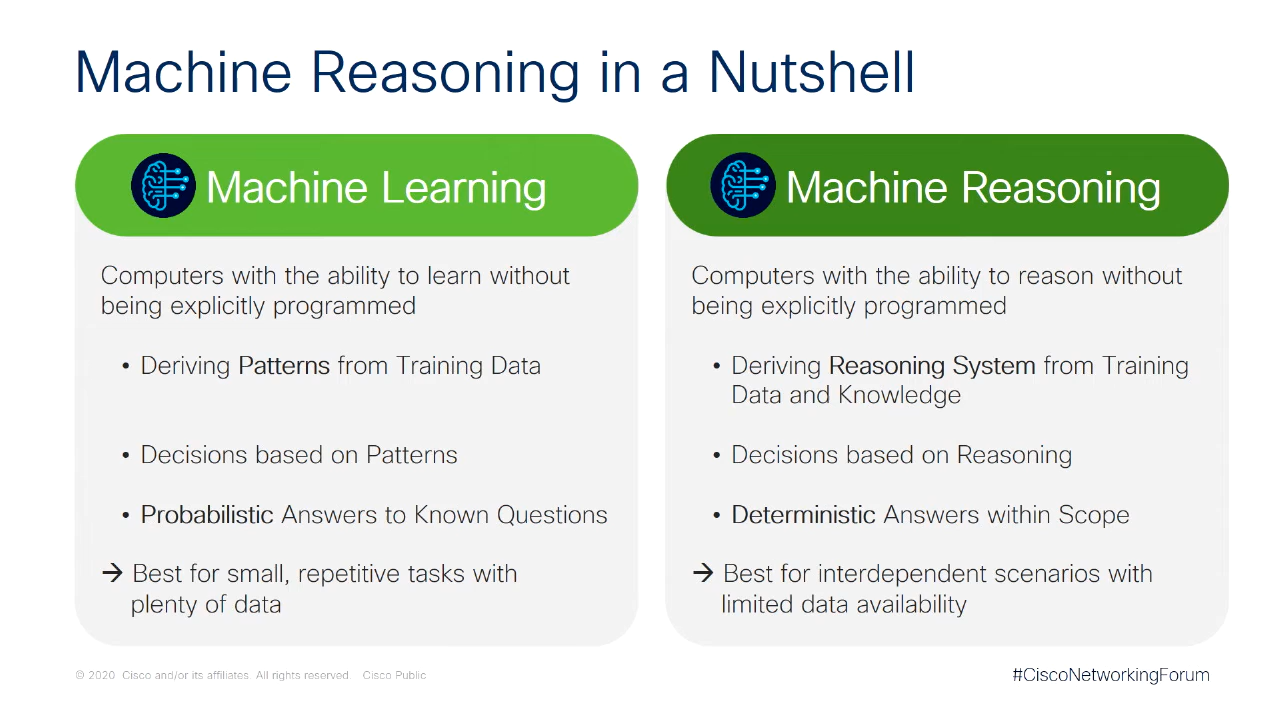 Machine Reasoning in a Nutshell
Machine Learning
Computers with the ability to learn without
being explicitly programmed
• Deriving Patterns from Training Data
• Decisions based on Patterns
• Probabilistic Answers to Known Questions
→ Best for small, repetitive tasks with
plenty of data
Machine Reasoning
Computers with the ability to reason without
being explicitly programmed
• Deriving Reasoning System from Training
Data and Knowledge
• Decisions based on Reasoning
• Deterministic Answers within Scope
→ Best for interdependent scenarios with
limited data availability
© 2020 Cisco and/or its affiliates. All rights reserved. Cisco Public
#CiscoNetworkingForum